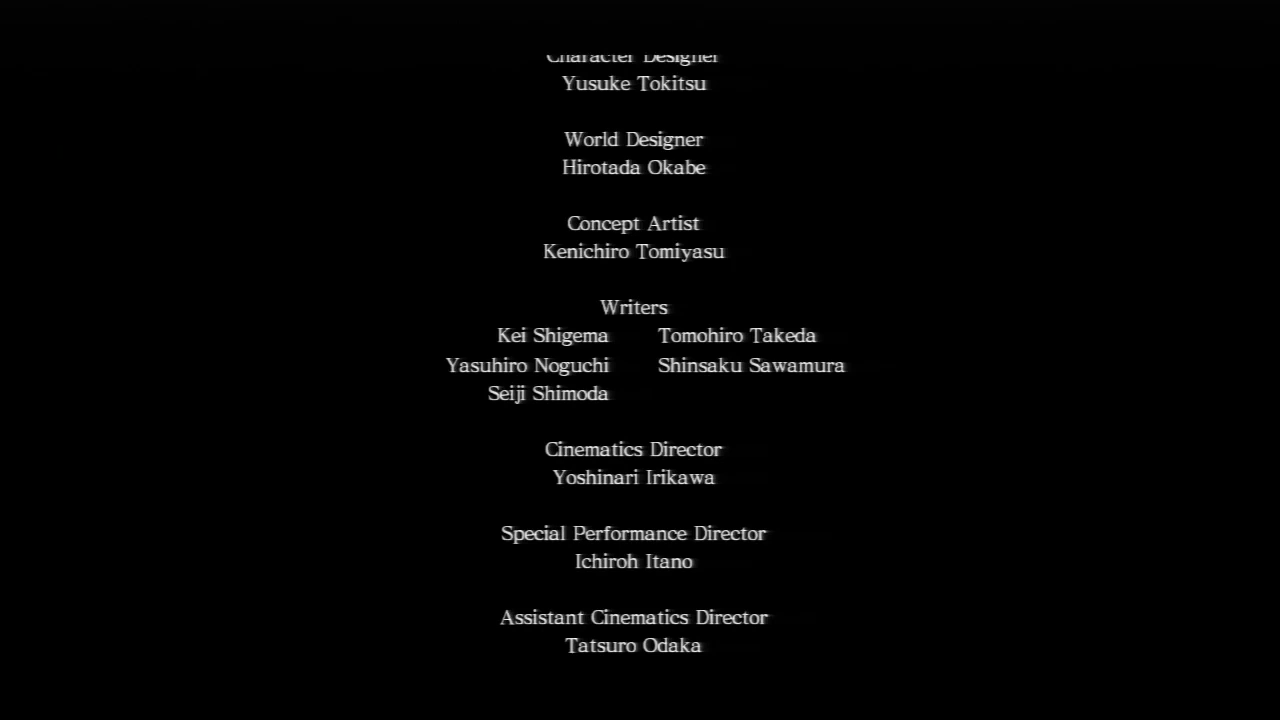 Character Designer
Yusuke Tokitsu
World Designer
Hirotada Okabe
Concept Artist
Kenichiro Tomiyasu
Writers
Kei Shigema Tomohiro Takeda
Yasuhiro Noguchi Shinsaku Sawamura
Seiji Shimoda
Cinematics Director
Yoshinari Irikawa
Special Performance Director
Ichiroh Itano
Assistant Cinematics Director
Tatsuro Odaka